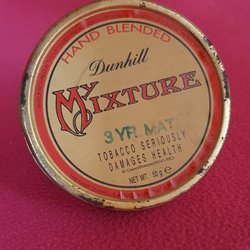 HAND BLENDED
Dunhill
MY MIXTURE
3 YR. MAT
TOBACCO SERIOUSLY
DAMAGES HEALTH
NET WT. 50 g ℮